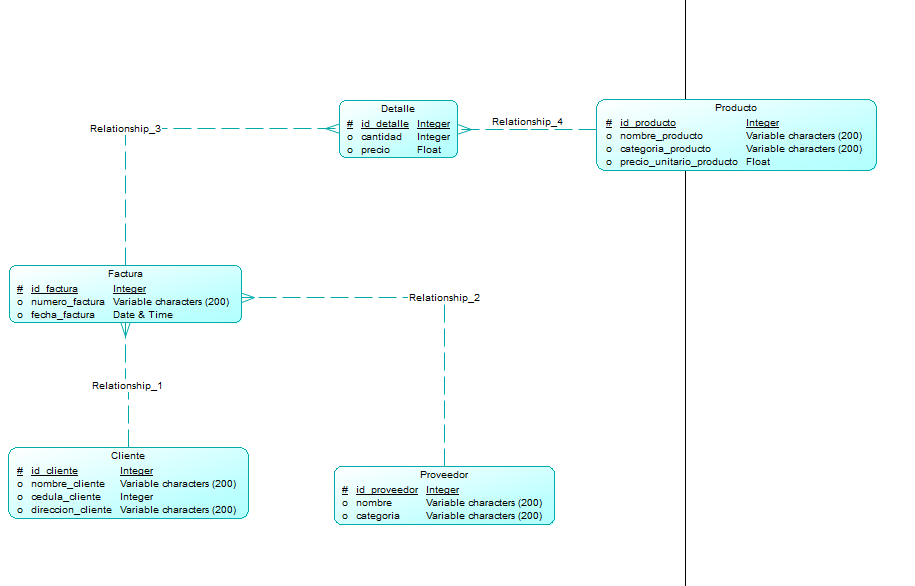 Detalle
# id_detalle Integer
o cantidad Integer
o precio Float
Relationship_3
Relationship_4
Producto
# id_producto Integer
o nombre_producto Variable characters (200)
o categoria_producto Variable characters (200)
o precio_unitario_producto Float
Factura
# id_factura Integer
o numero_factura Variable characters (200)
o fecha_factura Date & Time
Relationship_2
Relationship_1
Cliente
# id_cliente Integer
o nombre_cliente Variable characters (200)
o cedula_cliente Integer
o direccion_cliente Variable characters (200)
Proveedor
# id_proveedor Integer
o nombre Variable characters (200)
o categoria Variable characters (200)